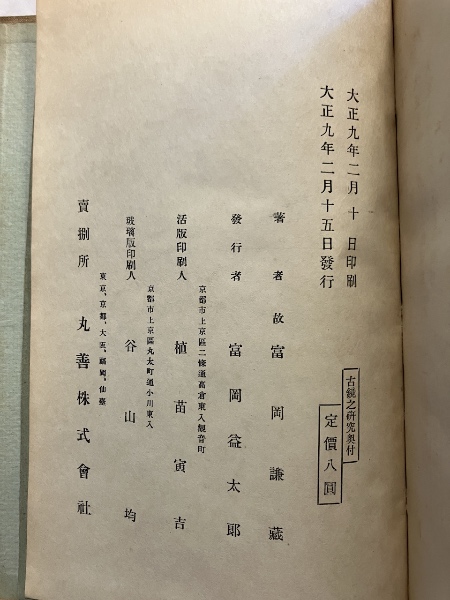 大正九年二月十日印刷
大正九年二月十五日發行
古鏡之硏究奧付
定價八圓
著者 故富岡謙藏
京都市上京區二條通高倉東入觀音町
發行者 富岡益太郎
京都市上京區丸太町通小川東入
活版印刷人 植苗寅吉
玻璃版印刷人 谷山均
東京、京都、大阪、福岡、仙臺
賣捌所 丸善株式會社